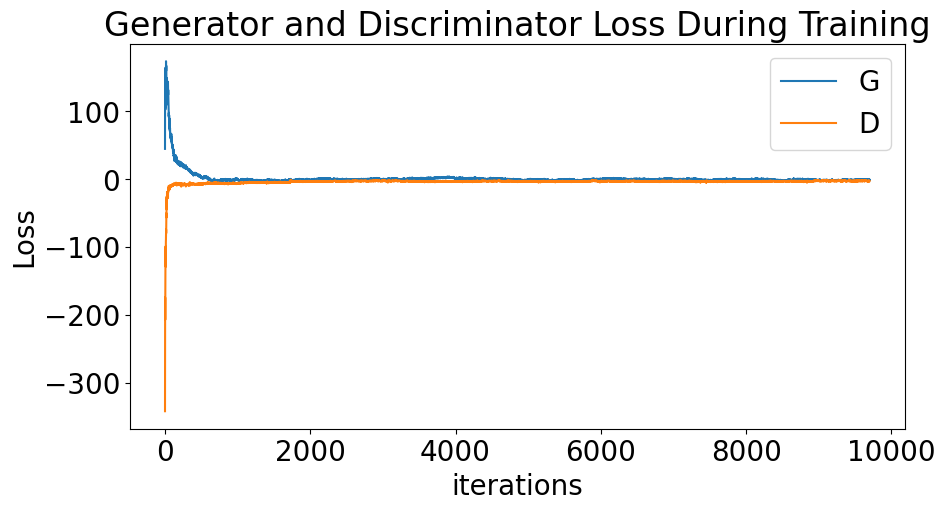 Generator and Discriminator Loss During Training
G
D
100
0
−100
−200
−300
Loss
0 2000 4000 6000 8000 10000
iterations